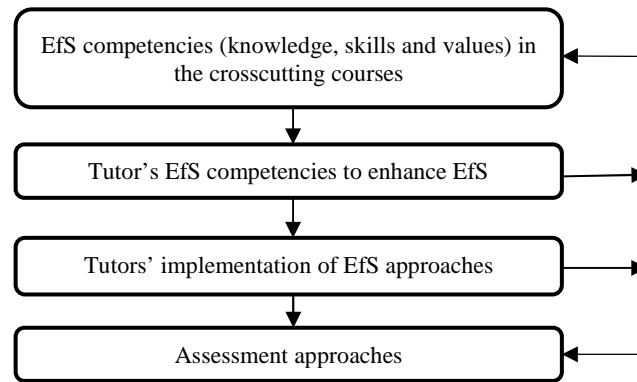 EfS competencies (knowledge, skills and values) in
the crosscutting courses
Tutor’s EfS competencies to enhance EfS
Tutors’ implementation of EfS approaches
Assessment approaches